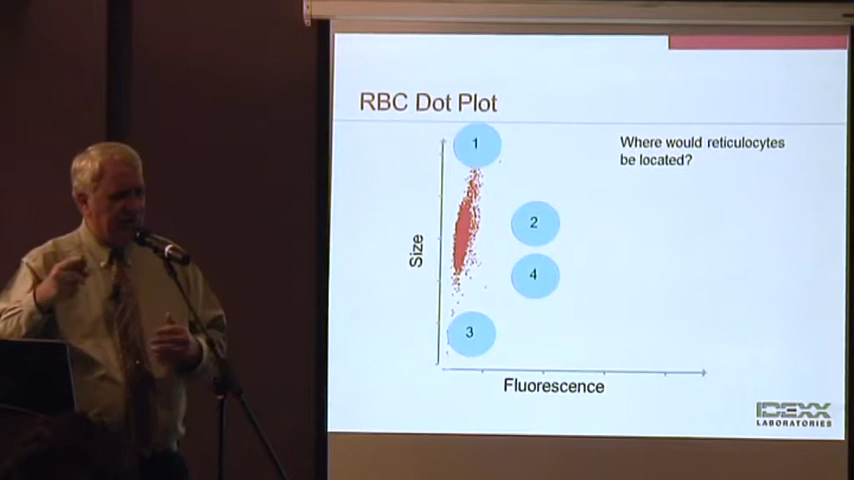 RBC Dot Plot
Where would reticulocytes
be located?
1
2
4
3
Size
Fluorescence
IDEXX
LABORATORIES